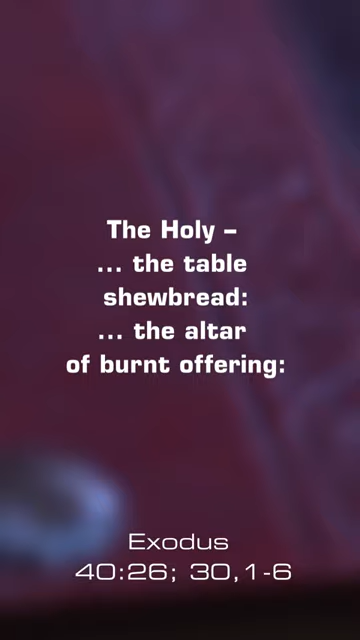 The Holy –
... the table
shewbread:
... the altar
of burnt offering:
Exodus
40:26; 30,1-6